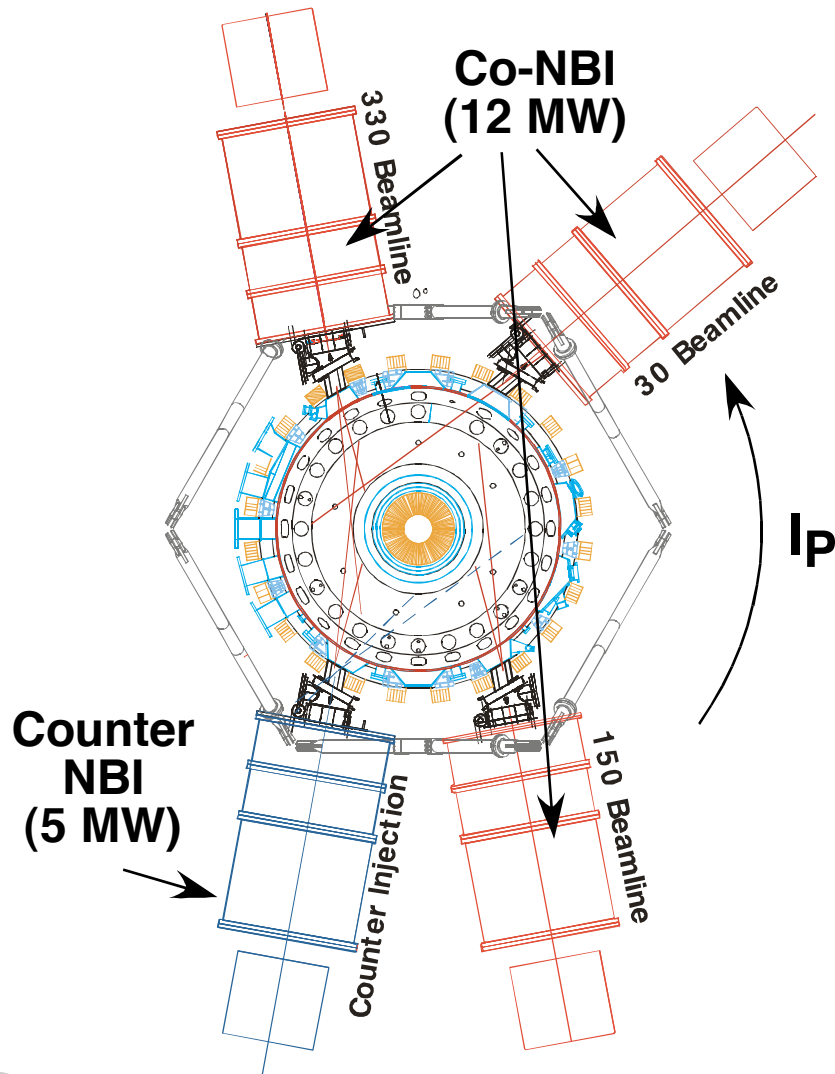 Co-NBI
(12 MW)
330 Beamline
30 Beamline
IP
Counter
NBI
(5 MW)
Counter Injection
150 Beamline